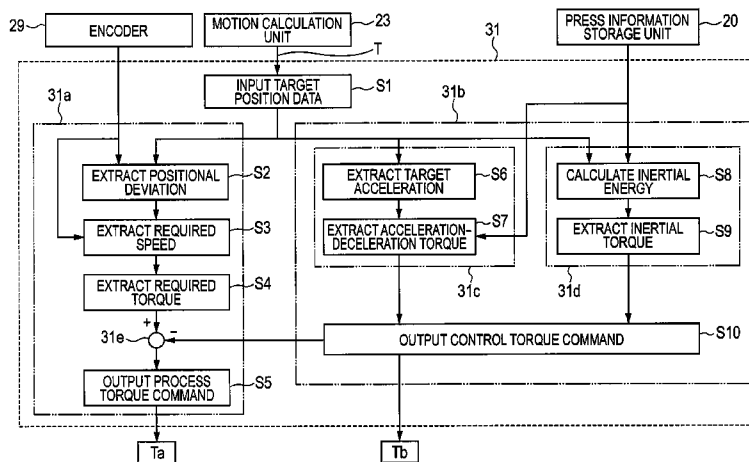 29
ENCODER
MOTION CALCULATION
UNIT
23
31
PRESS INFORMATION
STORAGE UNIT
20
T
INPUT TARGET
POSITION DATA
S1
31a
31b
EXTRACT POSITIONAL
DEVIATION
S2
EXTRACT TARGET
ACCELERATION
S6
CALCULATE INERTIAL
ENERGY
S8
EXTRACT REQUIRED
SPEED
S3
EXTRACT ACCELERATION-
DECELERATION TORQUE
S7
EXTRACT INERTIAL
TORQUE
S9
EXTRACT REQUIRED
TORQUE
S4
31c
31d
+
−
31e
OUTPUT CONTROL TORQUE COMMAND
S10
OUTPUT PROCESS
TORQUE COMMAND
S5
Ta
Tb